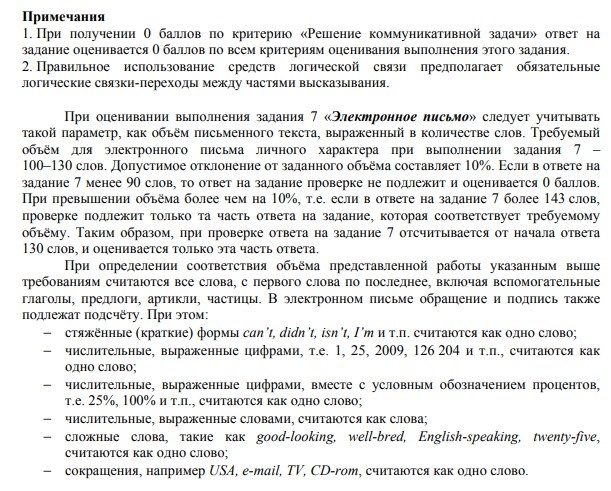 Примечания
1. При получении 0 баллов по критерию «Решение коммуникативной задачи» ответ на
задание оценивается 0 баллов по всем критериям оценивания выполнения этого задания.
2. Правильное использование средств логической связи предполагает обязательные
логические связки-переходы между частями высказывания.
При оценивании выполнения задания 7 «Электронное письмо» следует учитывать
такой параметр, как объём письменного текста, выраженный в количестве слов. Требуемый
объём для электронного письма личного характера при выполнении задания 7 –
100–130 слов. Допустимое отклонение от заданного объёма составляет 10%. Если в ответе на
задание 7 менее 90 слов, то ответ на задание проверке не подлежит и оценивается 0 баллов.
При превышении объёма более чем на 10%, т.е. если в ответе на задание 7 более 143 слов,
проверке подлежит только та часть ответа на задание, которая соответствует требуемому
объёму. Таким образом, при проверке ответа на задание 7 отсчитывается от начала ответа
130 слов, и оценивается только эта часть ответа.
При определении соответствия объёма представленной работы указанным выше
требованиям считаются все слова, с первого слова по последнее, включая вспомогательные
глаголы, предлоги, артикли, частицы. В электронном письме обращение и подпись также
подлежат подсчёту. При этом:
– стяжённые (краткие) формы can't, didn't, isn't, I'm и т.п. считаются как одно слово;
– числительные, выраженные цифрами, т.е. 1, 25, 2009, 126 204 и т.п., считаются как
одно слово;
– числительные, выраженные цифрами, вместе с условным обозначением процентов,
т.е. 25%, 100% и т.п., считаются как одно слово;
– числительные, выраженные словами, считаются как слова;
– сложные слова, такие как good-looking, well-bred, English-speaking, twenty-five,
считаются как одно слово;
– сокращения, например USA, e-mail, TV, CD-rom, считаются как одно слово.